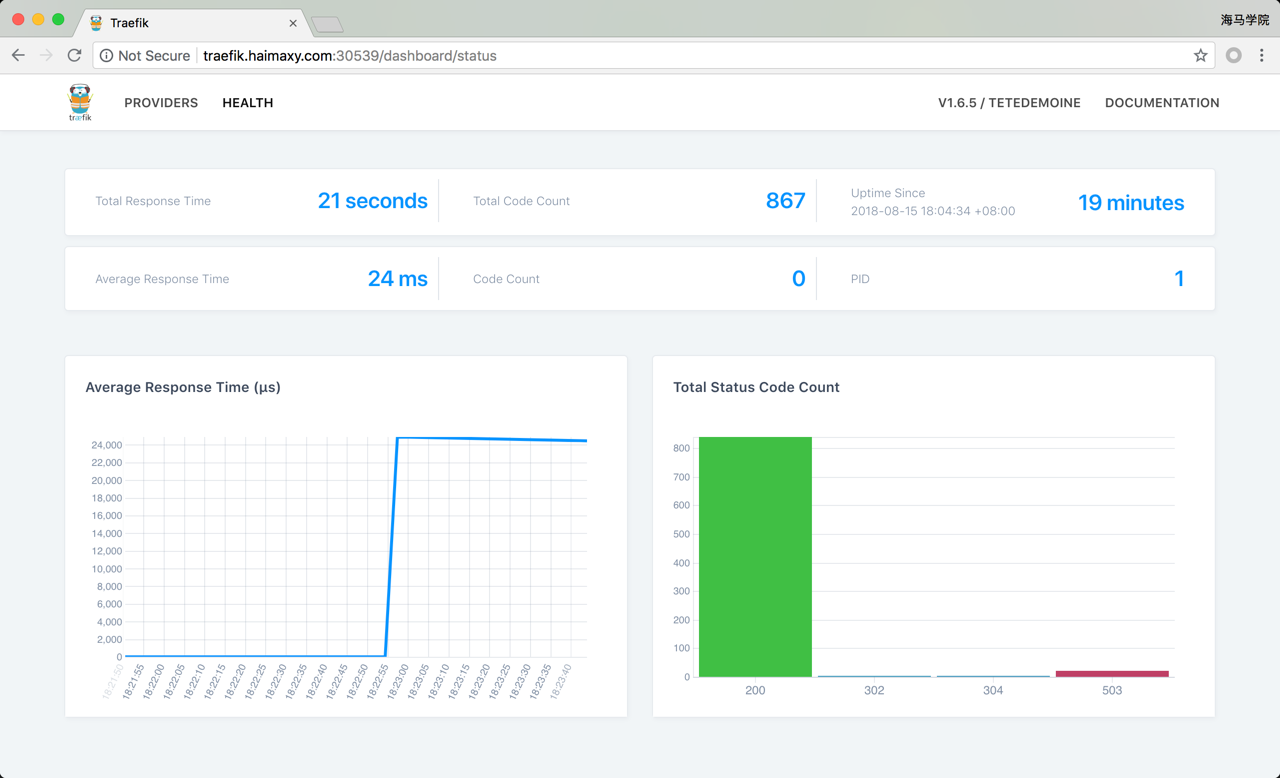 Traefik
海马学院
Not Secure
traefik.haimaxy.com:30539/dashboard/status
træfik
PROVIDERS
HEALTH
V1.6.5 / TETEDEMOINE
DOCUMENTATION
Total Response Time
21 seconds
Total Code Count
867
Uptime Since
2018-08-15 18:04:34 +08:00
19 minutes
Average Response Time
24 ms
Code Count
0
PID
1
Average Response Time (µs)
24,000
22,000
20,000
18,000
16,000
14,000
12,000
10,000
8,000
6,000
4,000
2,000
0
18:21:50
18:21:55
18:22:00
18:22:05
18:22:10
18:22:15
18:22:20
18:22:25
18:22:30
18:22:35
18:22:40
18:22:45
18:22:50
18:22:55
18:23:00
18:23:05
18:23:10
18:23:15
18:23:20
18:23:25
18:23:30
18:23:35
18:23:40
Total Status Code Count
800
700
600
500
400
300
200
100
0
200
302
304
503